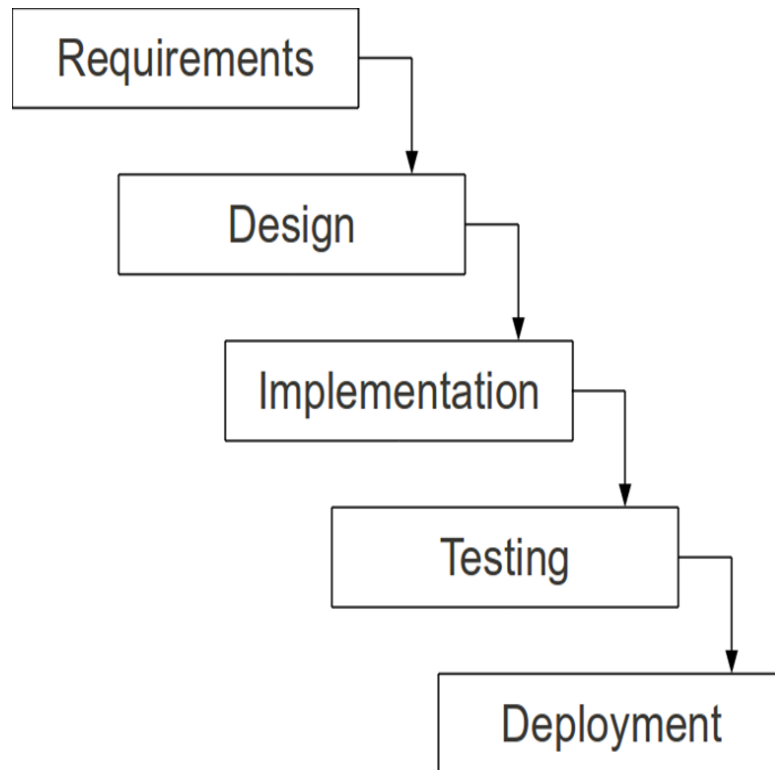 Requirements
Design
Implementation
Testing
Deployment